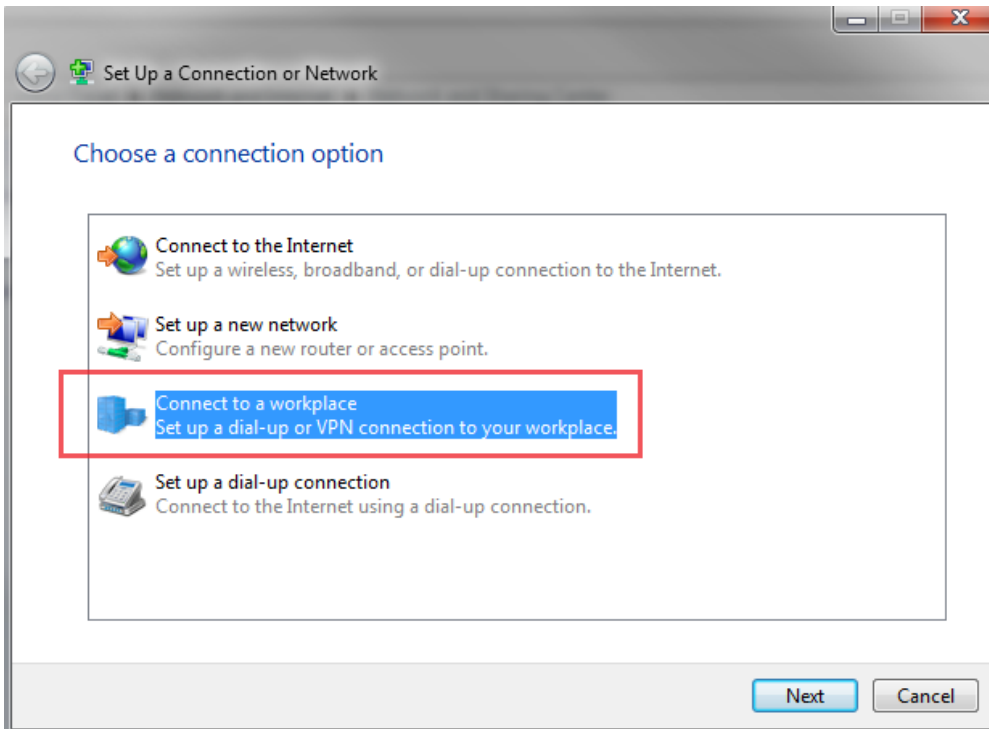 Set Up a Connection or Network
Choose a connection option
Connect to the Internet
Set up a wireless, broadband, or dial-up connection to the Internet.
Set up a new network
Configure a new router or access point.
Connect to a workplace
Set up a dial-up or VPN connection to your workplace.
Set up a dial-up connection
Connect to the Internet using a dial-up connection.
Next
Cancel